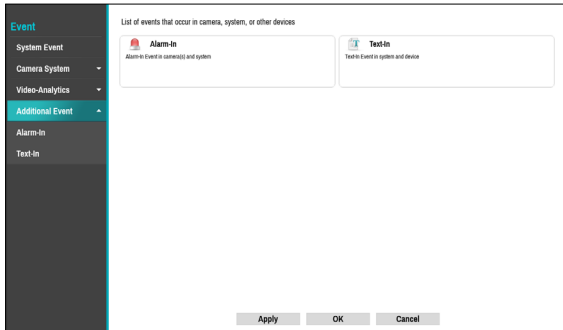 Event
System Event
Camera System
Video-Analytics
Additional Event
Alarm-In
Text-In
List of events that occur in camera, system, or other devices
Alarm-In
Alarm-In Event in camera(s) and system
Text-In
Text-In Event in system and device
Apply
OK
Cancel